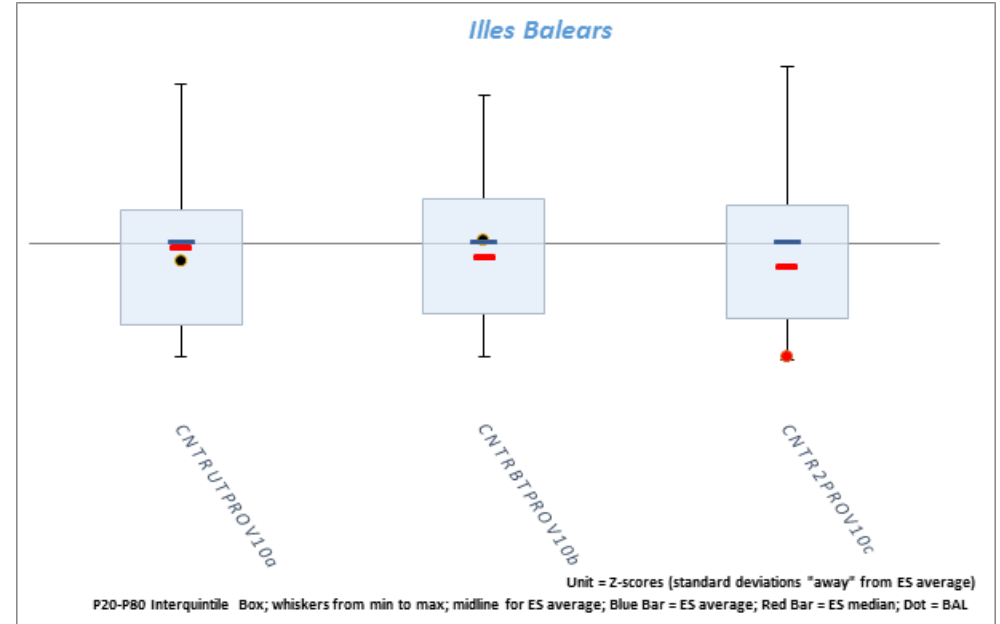 Illes Balears
CNTRUTPROV10a
CNTRBTPROV10b
CNTR2PROV10c
Unit = Z-scores (standard deviations "away" from ES average)
P20-P80 Interquintile Box; whiskers from min to max; midline for ES average; Blue Bar = ES average; Red Bar = ES median; Dot = BAL